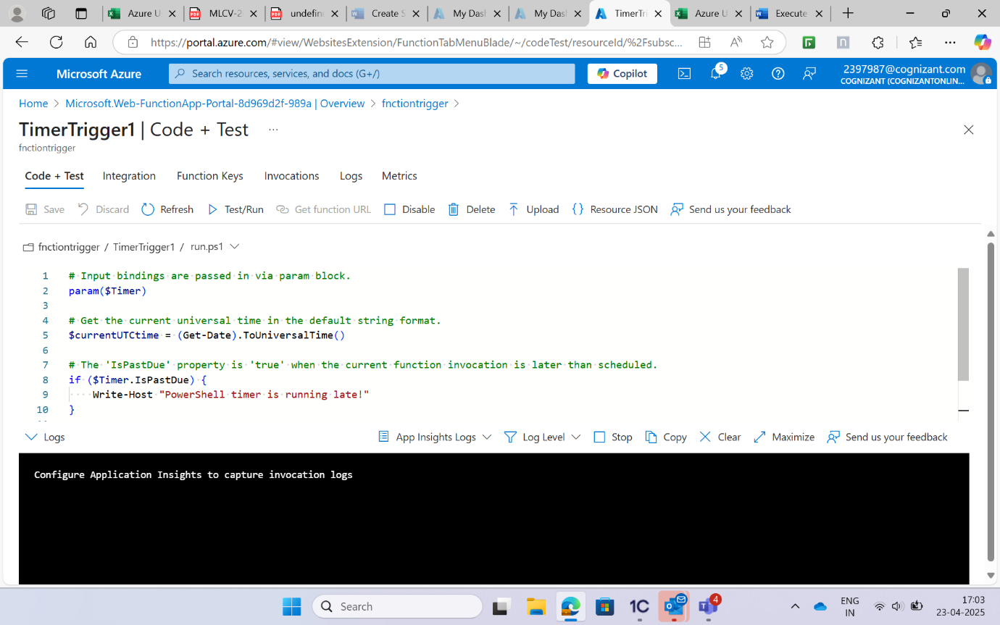 Azure U
MLCV-2
undefin
Create S
My Dasl
My Dasl
TimerTri
Azure U
Execute
https://portal.azure.com/#view/WebsitesExtension/FunctionTabMenuBlade/~/codeTest/resourceId/%2Fsubsc...
Microsoft Azure
Search resources, services, and docs (G+/)
Copilot
5
2397987@cognizant.com
COGNIZANT (COGNIZANTONLIN...
Home > Microsoft.Web-FunctionApp-Portal-8d969d2f-989a | Overview > fnctiontrigger >
TimerTrigger1 | Code + Test ...
fnctiontrigger
Code + Test Integration Function Keys Invocations Logs Metrics
Save Discard Refresh Test/Run Get function URL Disable Delete Upload {} Resource JSON Send us your feedback
fnctiontrigger / TimerTrigger1 / run.ps1
1 # Input bindings are passed in via param block.
2 param($Timer)
3
4 # Get the current universal time in the default string format.
5 $currentUTCtime = (Get-Date).ToUniversalTime()
6
7 # The 'IsPastDue' property is 'true' when the current function invocation is later than scheduled.
8 if ($Timer.IsPastDue) {
9     Write-Host "PowerShell timer is running late!"
10 }
Logs App Insights Logs Log Level Stop Copy Clear Maximize Send us your feedback
Configure Application Insights to capture invocation logs
Search
1C
4
ENG
IN
17:03
23-04-2025